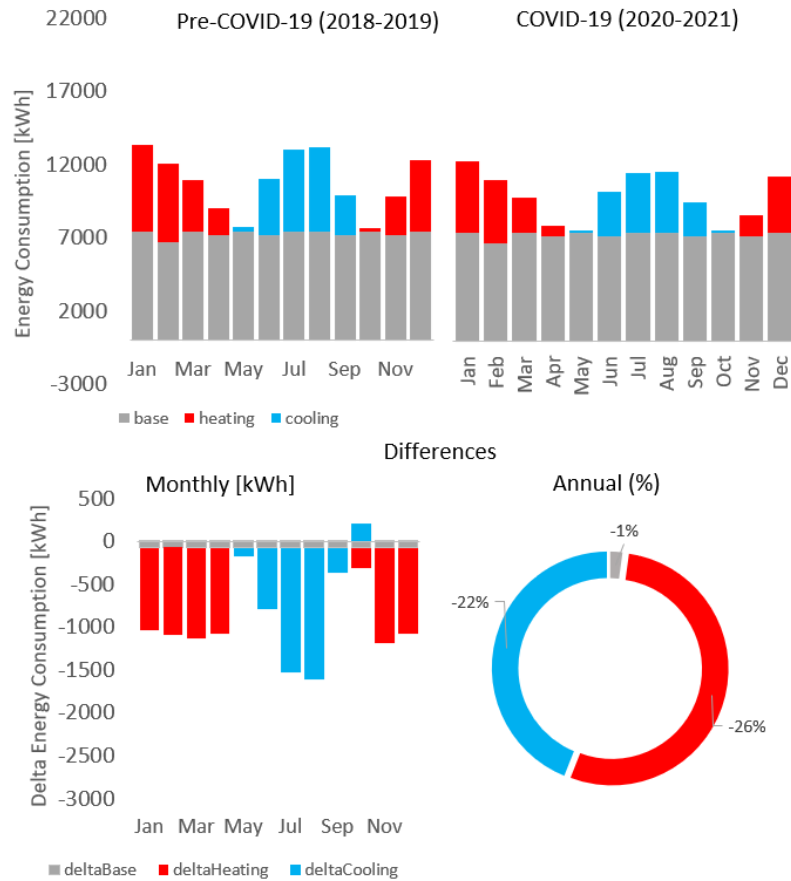 Pre-COVID-19 (2018-2019)
COVID-19 (2020-2021)
Energy Consumption [kWh]
22000
17000
12000
7000
2000
-3000
Jan Mar May Jul Sep Nov
Jan Feb Mar Apr May Jun Jul Aug Sep Oct Nov Dec
base heating cooling
Differences
Monthly [kWh]
Annual (%)
Delta Energy Consumption [kWh]
500
0
-500
-1000
-1500
-2000
-2500
-3000
Jan Mar May Jul Sep Nov
-1%
-22%
-26%
deltaBase deltaHeating deltaCooling